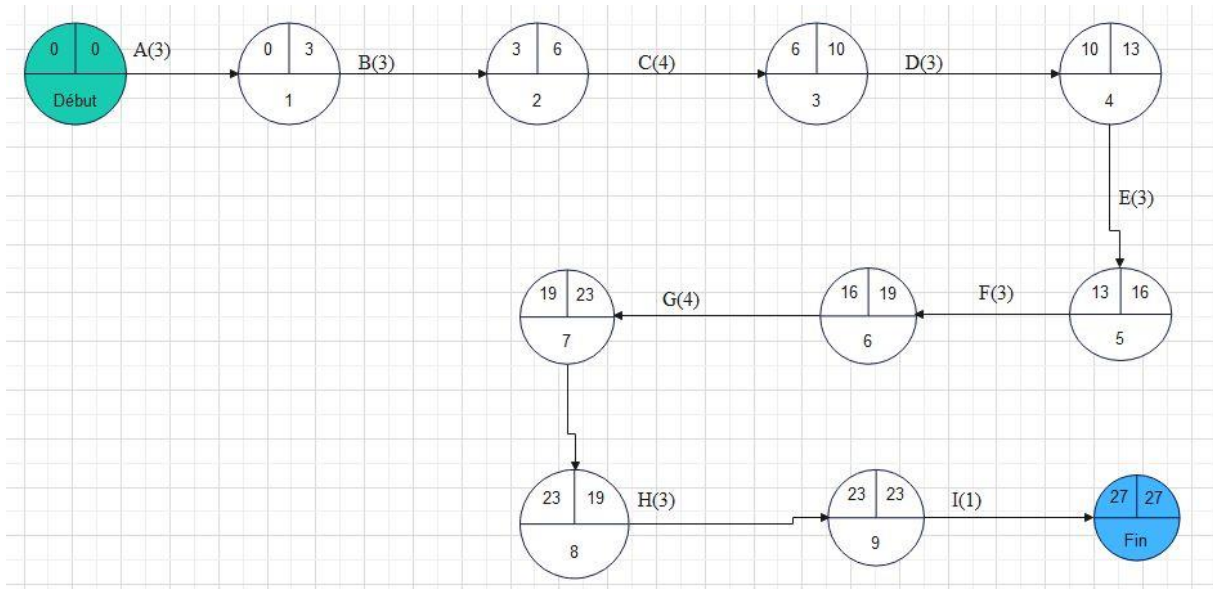 0 0 A(3) 0 3 B(3) 3 6 C(4) 6 10 D(3) 10 13
Début 1 2 3 4
E(3)
19 23 G(4) 16 19 F(3) 13 16
7 6 5
23 19 H(3) 23 23 I(1) 27 27
8 9 Fin